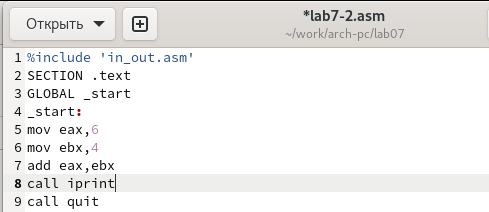 Открыть
*lab7-2.asm
~/work/arch-pc/lab07
1 %include 'in_out.asm'
2 SECTION .text
3 GLOBAL _start
4 _start:
5 mov eax,6
6 mov ebx,4
7 add eax,ebx
8 call iprint
9 call quit